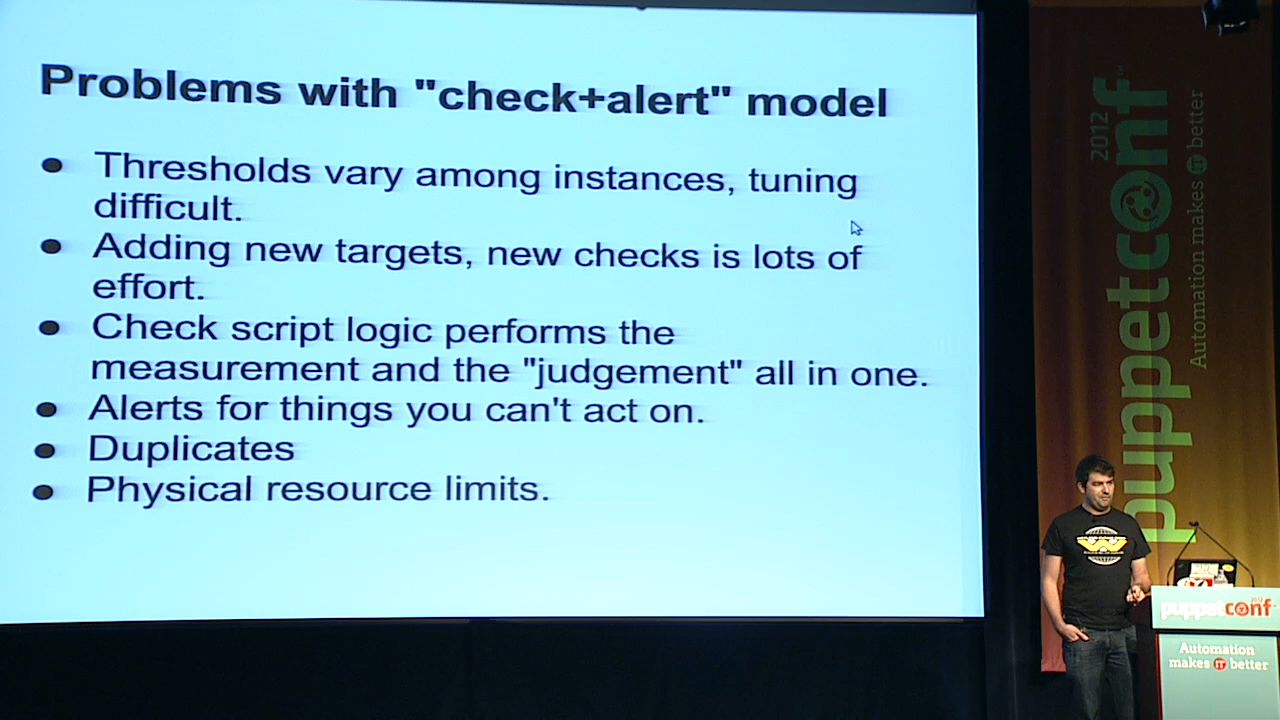 Problems with "check+alert" model
Thresholds vary among instances, tuning
difficult.
Adding new targets, new checks is lots of
effort.
Check script logic performs the
measurement and the "judgement" all in one.
Alerts for things you can't act on.
Duplicates
Physical resource limits.
puppetconf™
2012
Automation makes IT better
puppetconf
2012
Automation
makes IT better